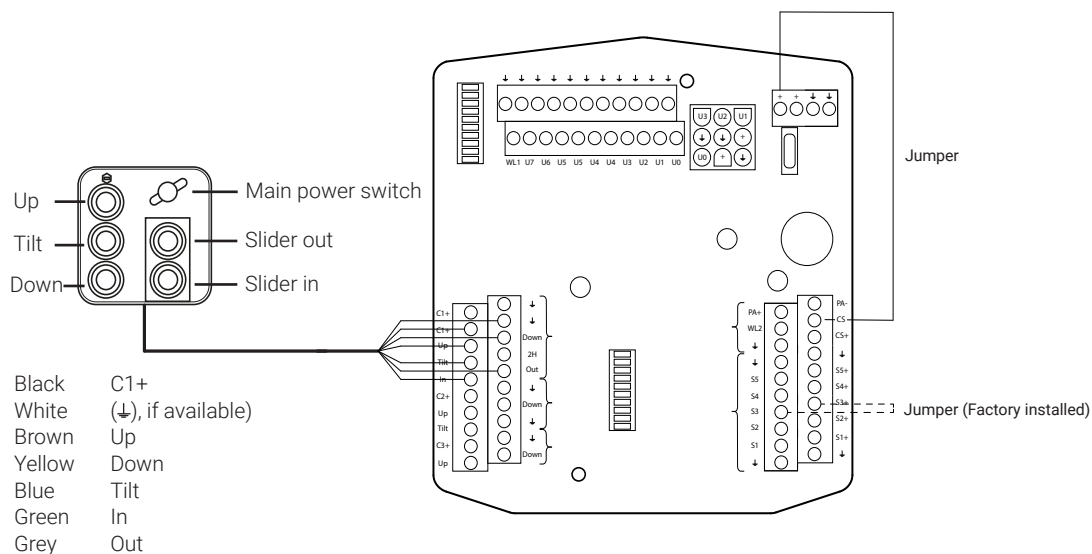 Up
Tilt
Down
Main power switch
Slider out
Slider in
Black C1+
White (⏚), if available)
Brown Up
Yellow Down
Blue Tilt
Green In
Grey Out
WL1 U7 U6 U5 U5 U4 U4 U3 U2 U1 U0
U3 U2 U1
+
U0 +
+ +
Jumper
C1+
C1+
Up
Tilt
In
C2+
Up
Tilt
C3+
Up
Down
2H
Out
Down
Down
PA+
WL2
S5
S4
S3
S2
S1
PA-
CS
CS+
S5+
S4+
S3+
S2+
S1+
Jumper (Factory installed)